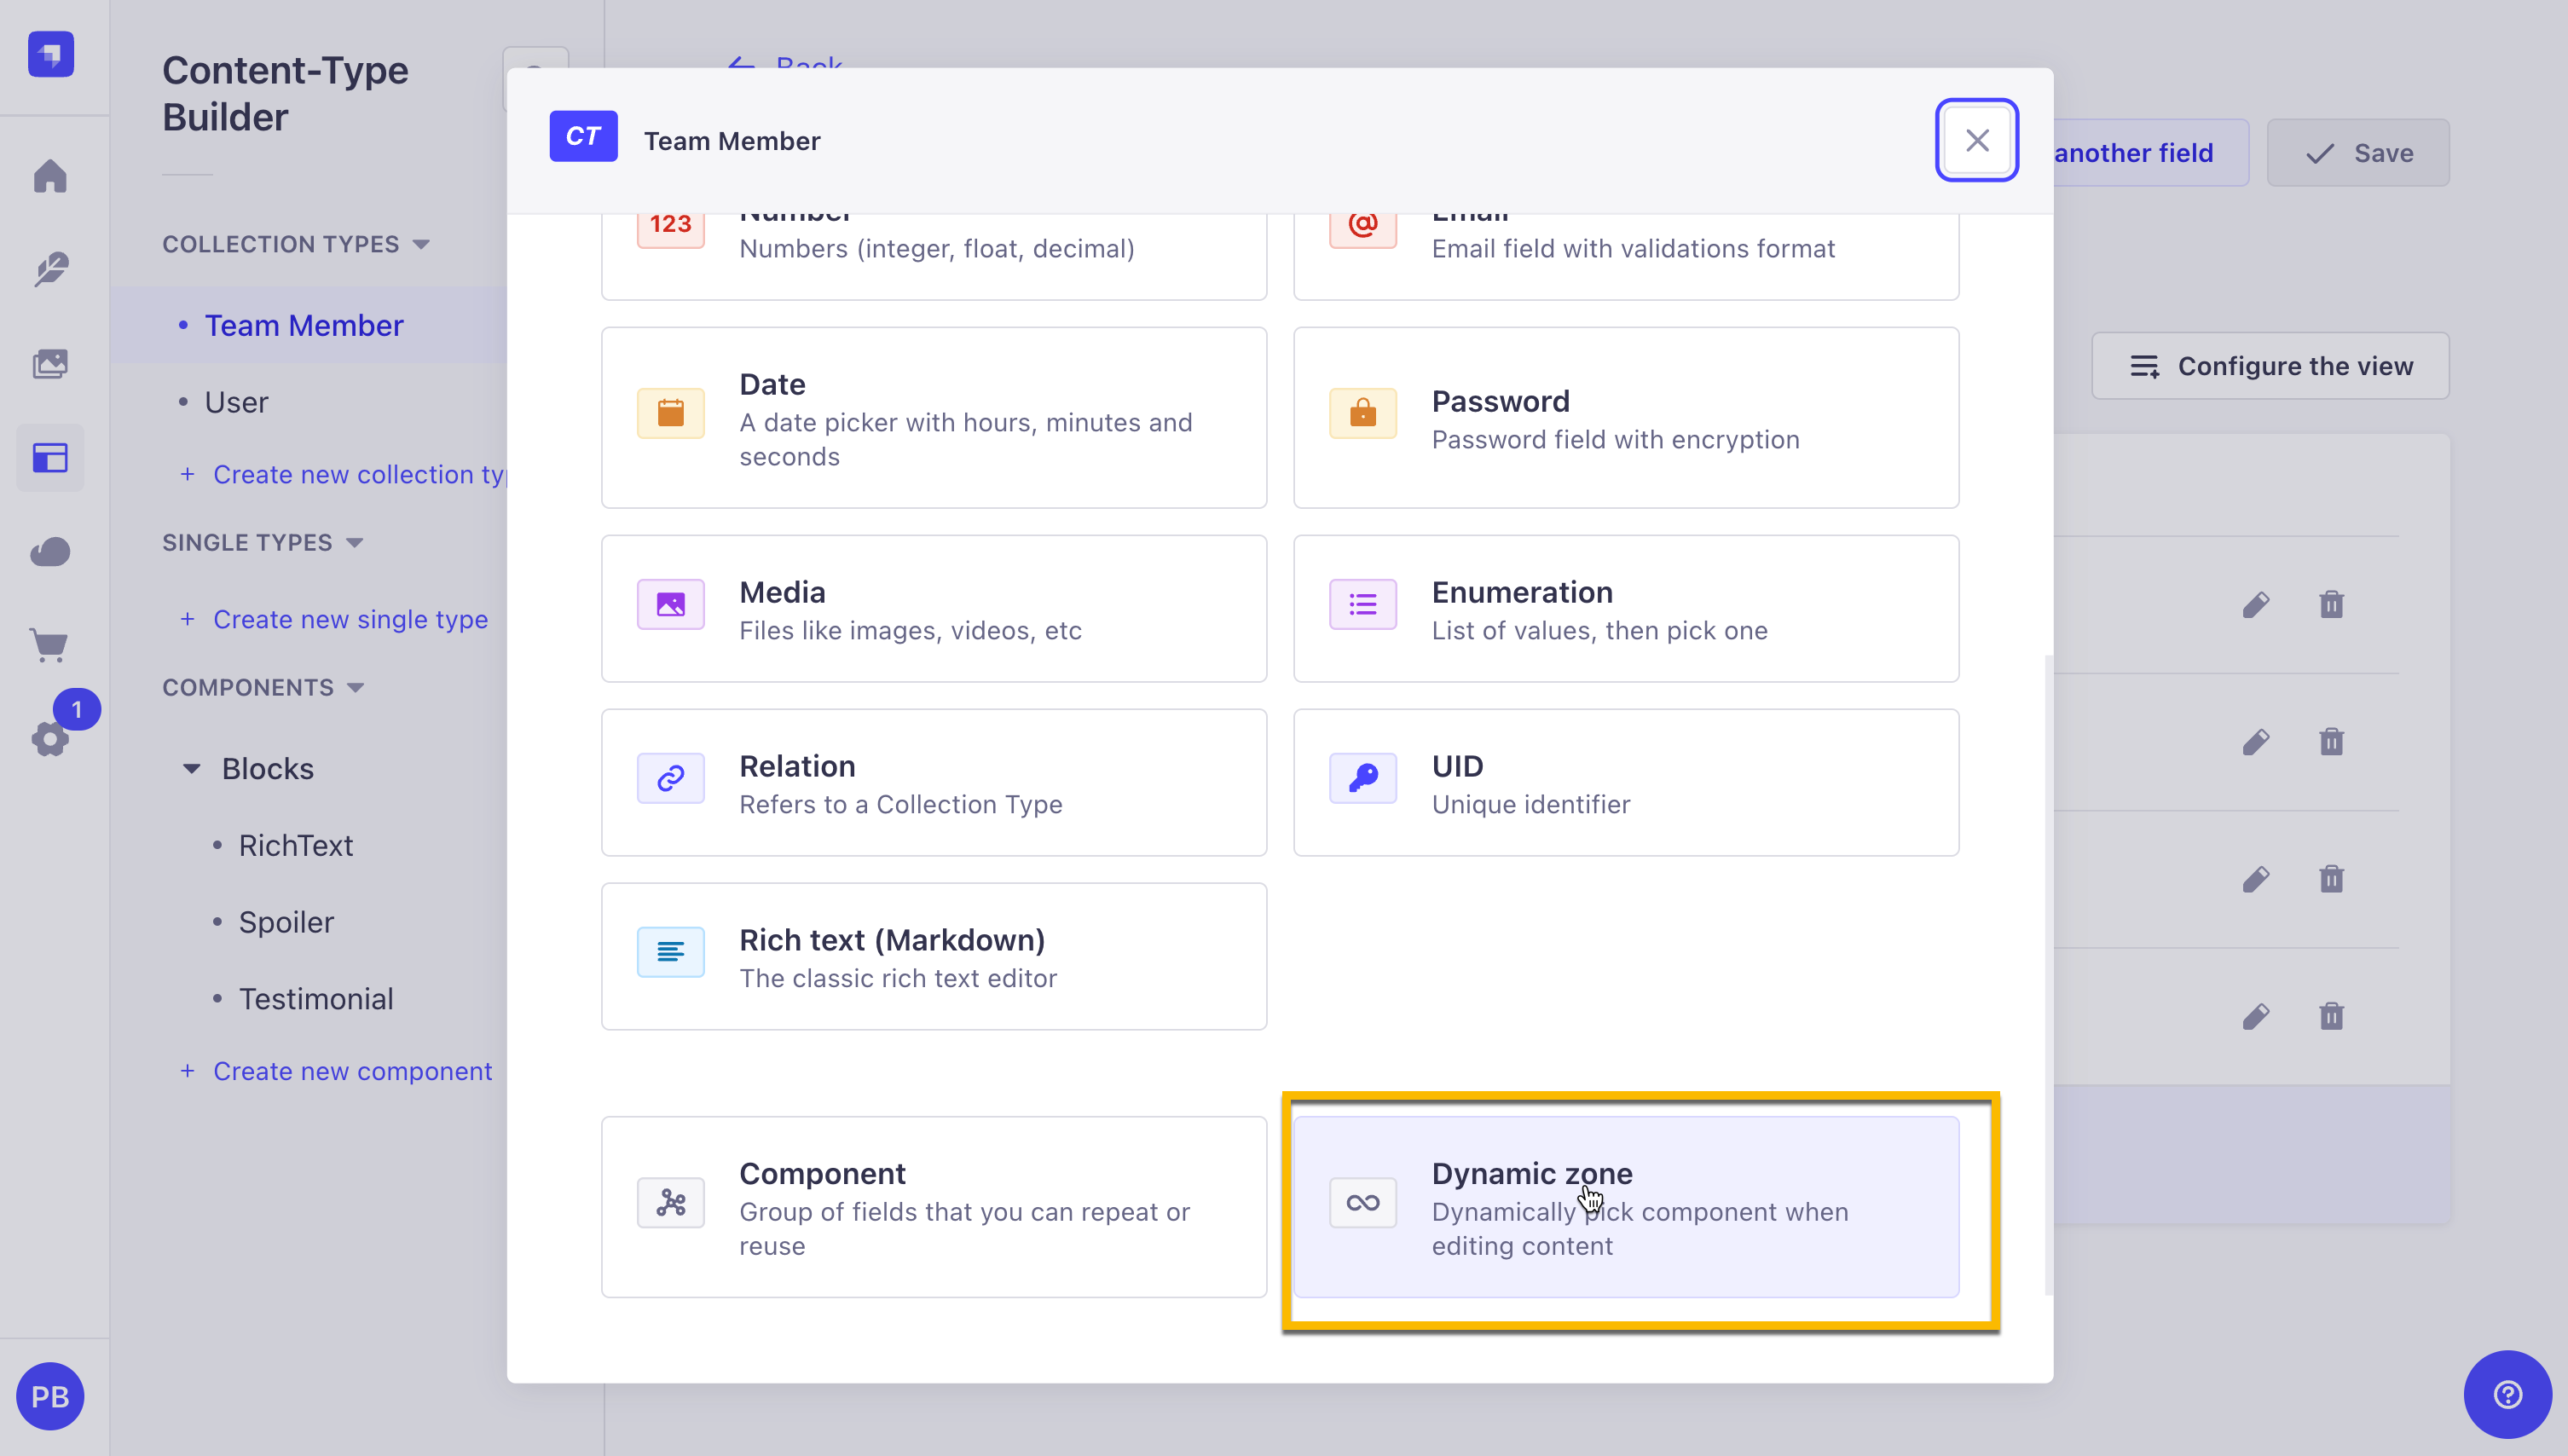 Content-Type
Builder
COLLECTION TYPES
Team Member
User
+ Create new collection typ
SINGLE TYPES
+ Create new single type
COMPONENTS
1
Blocks
RichText
Spoiler
Testimonial
+ Create new component
PB
Back
CT Team Member
another field
Save
Configure the view
123
Number
Numbers (integer, float, decimal)
@
Email
Email field with validations format
Date
A date picker with hours, minutes and
seconds
Password
Password field with encryption
Media
Files like images, videos, etc
Enumeration
List of values, then pick one
Relation
Refers to a Collection Type
UID
Unique identifier
Rich text (Markdown)
The classic rich text editor
Component
Group of fields that you can repeat or
reuse
Dynamic zone
Dynamically pick component when
editing content